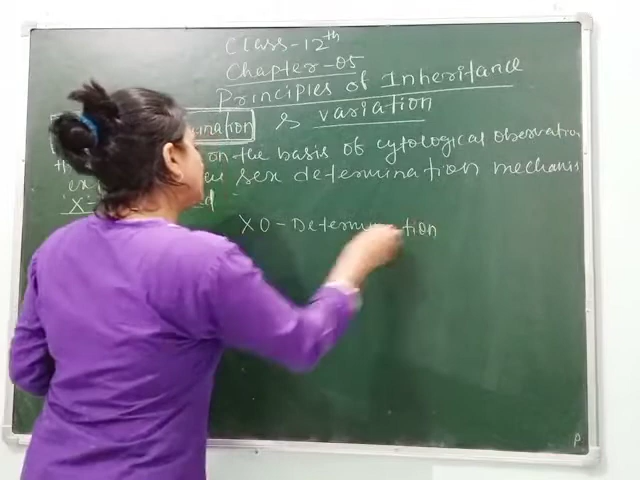 Class-12th
Chapter-05
Principles of Inheritance
& variation
ination
on the basis of cytological observation
ex sex determination mechanis
'X'
XO-Determination
P